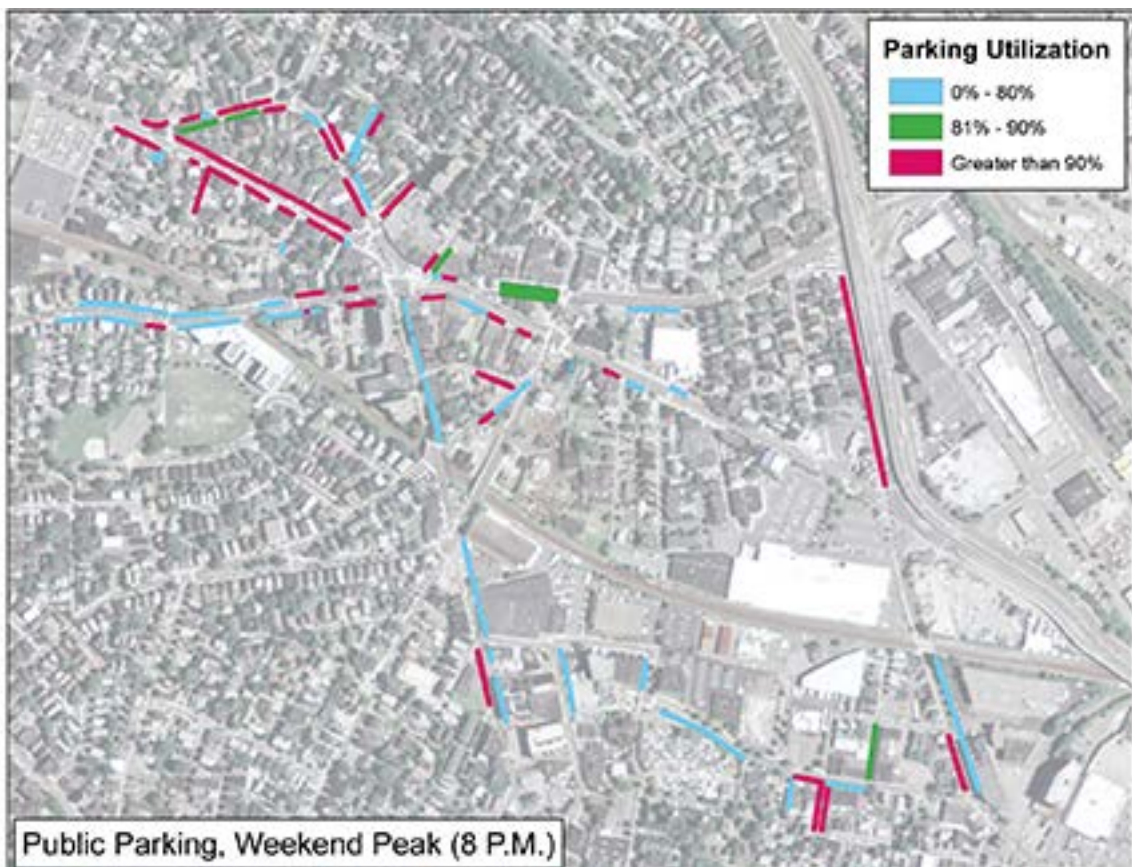 Parking Utilization
0% - 80%
81% - 90%
Greater than 90%
Public Parking, Weekend Peak (8 P.M.)